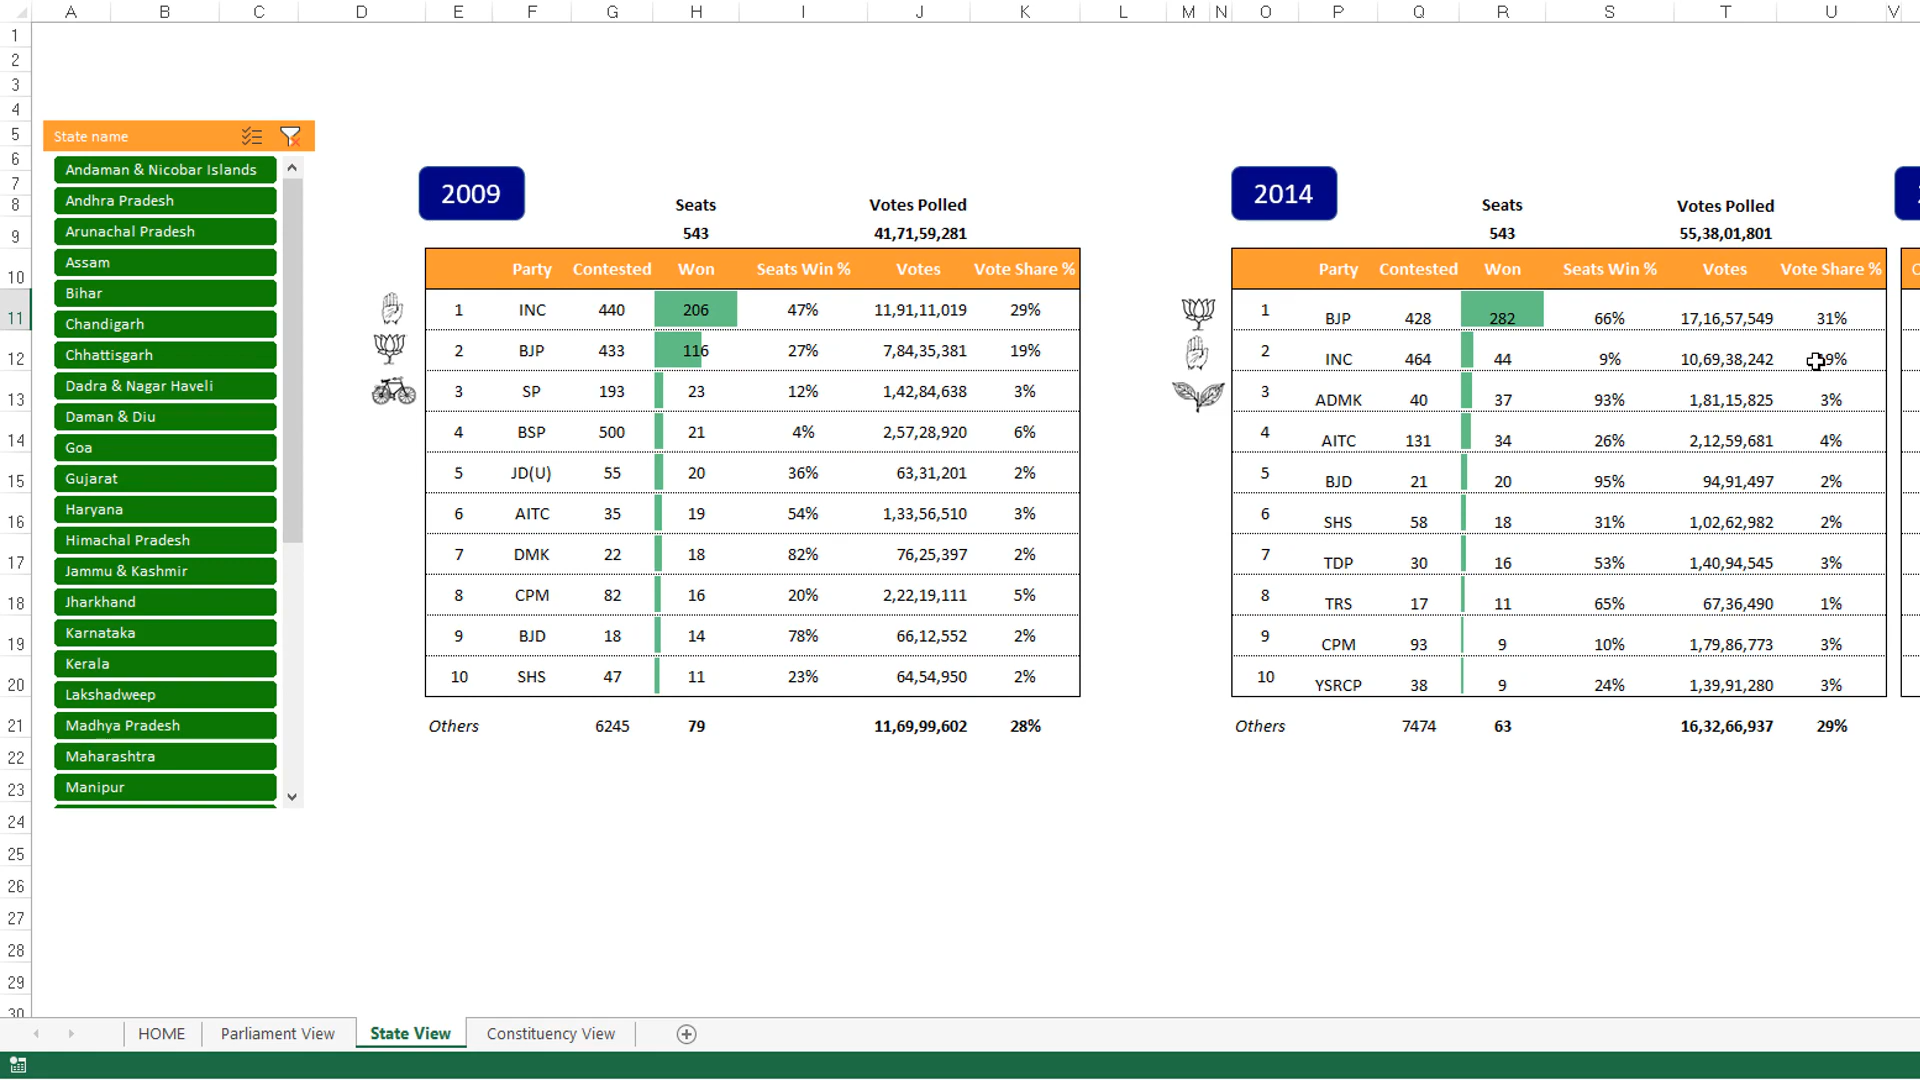 A B C D E F G H I J K L M N O P Q R S T U V
1
2
3
4
5
6
7
8
9
10
11
12
13
14
15
16
17
18
19
20
21
22
23
24
25
26
27
28
29
30
State name
Andaman & Nicobar Islands
Andhra Pradesh
Arunachal Pradesh
Assam
Bihar
Chandigarh
Chhattisgarh
Dadra & Nagar Haveli
Daman & Diu
Goa
Gujarat
Haryana
Himachal Pradesh
Jammu & Kashmir
Jharkhand
Karnataka
Kerala
Lakshadweep
Madhya Pradesh
Maharashtra
Manipur
2009
Seats Votes Polled
543 41,71,59,281
Party Contested Won Seats Win % Votes Vote Share %
1 INC 440 206 47% 11,91,11,019 29%
2 BJP 433 116 27% 7,84,35,381 19%
3 SP 193 23 12% 1,42,84,638 3%
4 BSP 500 21 4% 2,57,28,920 6%
5 JD(U) 55 20 36% 63,31,201 2%
6 AITC 35 19 54% 1,33,56,510 3%
7 DMK 22 18 82% 76,25,397 2%
8 CPM 82 16 20% 2,22,19,111 5%
9 BJD 18 14 78% 66,12,552 2%
10 SHS 47 11 23% 64,54,950 2%
Others 6245 79 11,69,99,602 28%
2014
Seats Votes Polled
543 55,38,01,801
Party Contested Won Seats Win % Votes Vote Share %
1 BJP 428 282 66% 17,16,57,549 31%
2 INC 464 44 9% 10,69,38,242
3 ADMK 40 37 93% 1,81,15,825 3%
4 AITC 131 34 26% 2,12,59,681 4%
5 BJD 21 20 95% 94,91,497 2%
6 SHS 58 18 31% 1,02,62,982 2%
7 TDP 30 16 53% 1,40,94,545 3%
8 TRS 17 11 65% 67,36,490 1%
9 CPM 93 9 10% 1,79,86,773 3%
10 YSRCP 38 9 24% 1,39,91,280 3%
Others 7474 63 16,32,66,937 29%
HOME Parliament View State View Constituency View